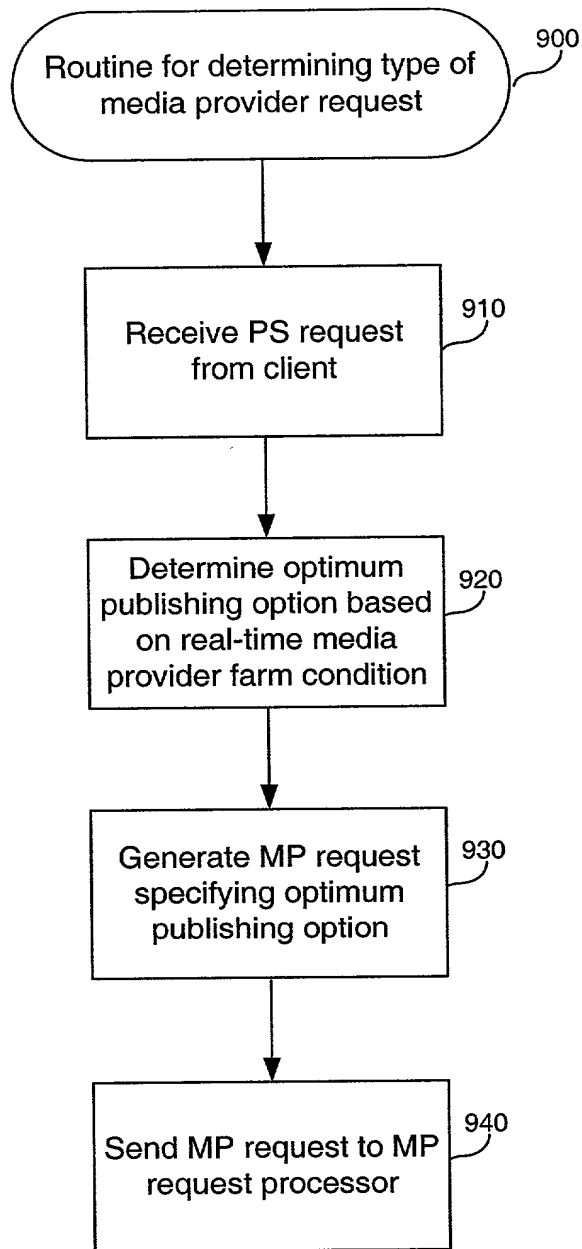 Routine for determining type of
media provider request
900
Receive PS request
from client
910
Determine optimum
publishing option based
on real-time media
provider farm condition
920
Generate MP request
specifying optimum
publishing option
930
Send MP request to MP
request processor
940